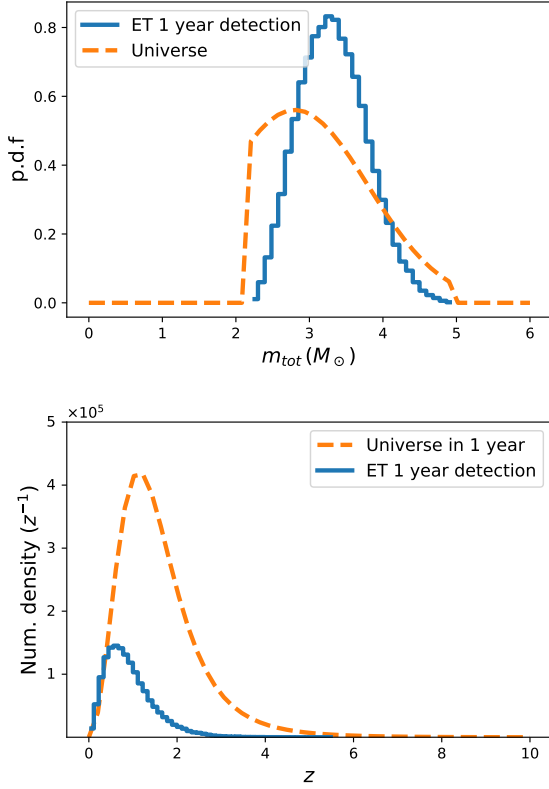 ET 1 year detection
Universe
p.d.f
0.8
0.6
0.4
0.2
0.0
0 1 2 3 4 5 6
m_{tot} (M_⊙)
×10^5
5
4
3
2
1
Universe in 1 year
ET 1 year detection
Num. density (z^{-1})
0 2 4 6 8 10
z